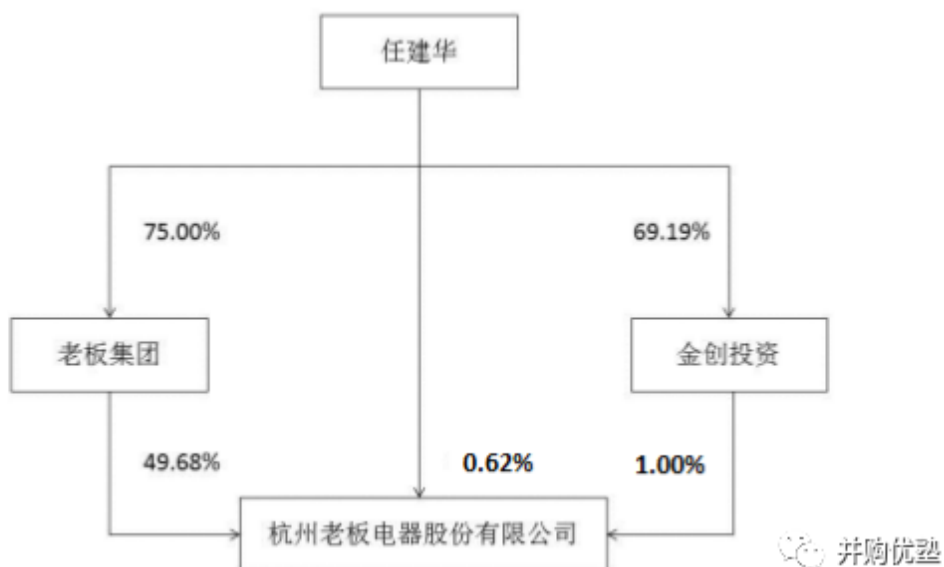 任建华
75.00%
69.19%
老板集团
金创投资
49.68%
0.62%
1.00%
杭州老板电器股份有限公司
并购优塾